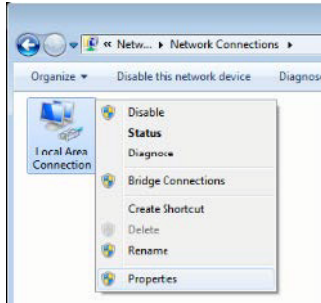 « Netw... ▸ Network Connections ▸
Organize ▾ Disable this network device Diagnos
Local Area
Connection
Disable
Status
Diagnose
Bridge Connections
Create Shortcut
Delete
Rename
Properties